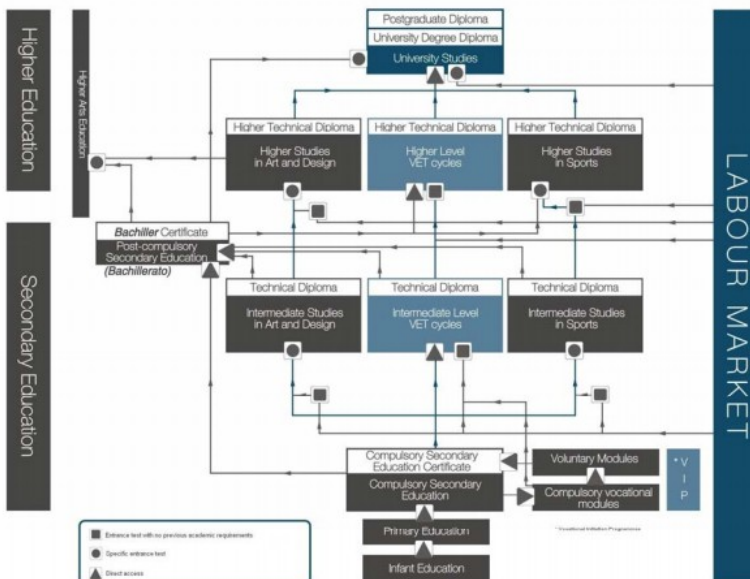 Higher Education
Higher Arts Education
Postgraduate Diploma
University Degree Diploma
University Studies
Higher Technical Diploma
Higher Studies
in Art and Design
Higher Technical Diploma
Higher Level
VET cycles
Higher Technical Diploma
Higher Studies
in Sports
LABOUR MARKET
Secondary Education
Bachiller Certificate
Post-compulsory
Secondary Education
(Bachillerato)
Technical Diploma
Intermediate Studies
in Art and Design
Technical Diploma
Intermediate Level
VET cycles
Technical Diploma
Intermediate Studies
in Sports
Compulsory Secondary
Education Certificate
Compulsory Secondary
Education
Voluntary Modules
Compulsory vocational
modules
* V
I
P
Primary Education
Infant Education
* Vocational Initiation Programmes
Entrance test with no previous academic requirements
Specific entrance test
Direct access